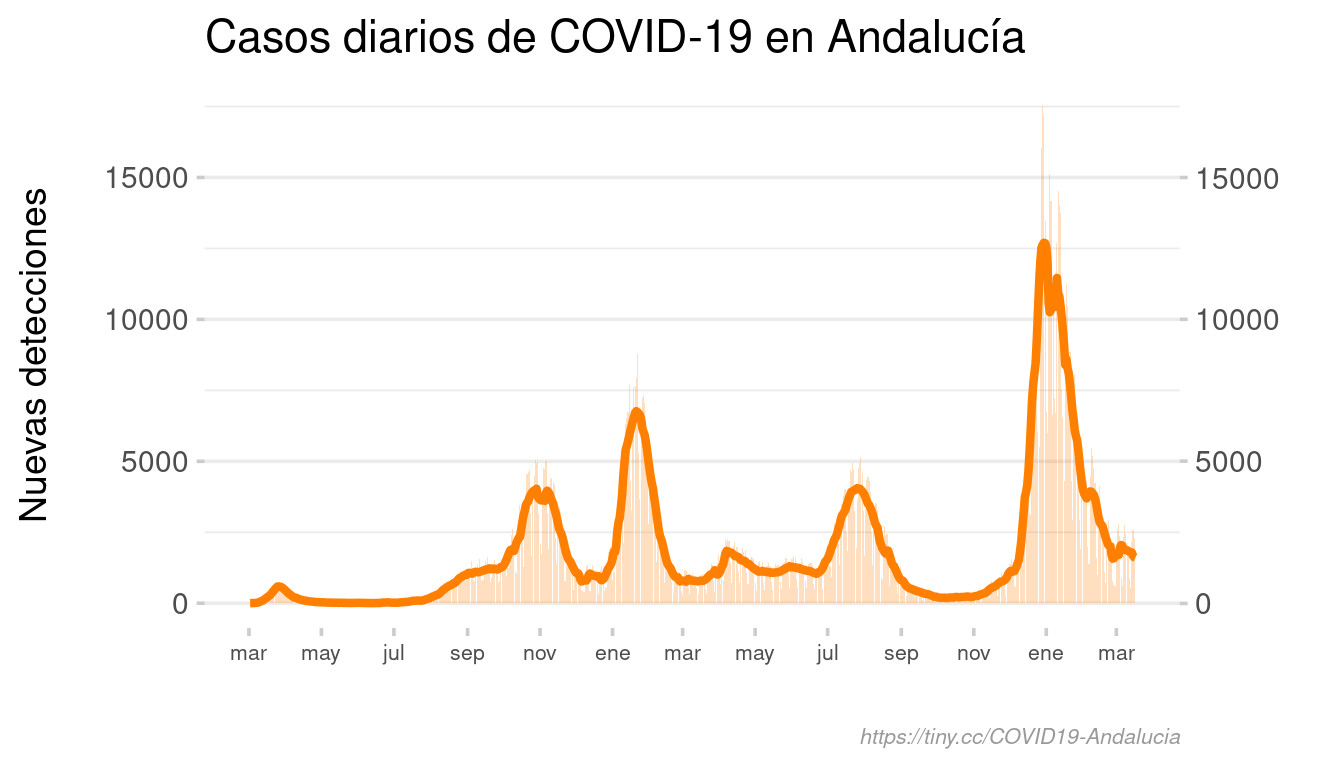 Casos diarios de COVID-19 en Andalucía
Nuevas detecciones
15000
10000
5000
0
15000
10000
5000
0
mar may jul sep nov ene mar may jul sep nov ene mar
https://tiny.cc/COVID19-Andalucia